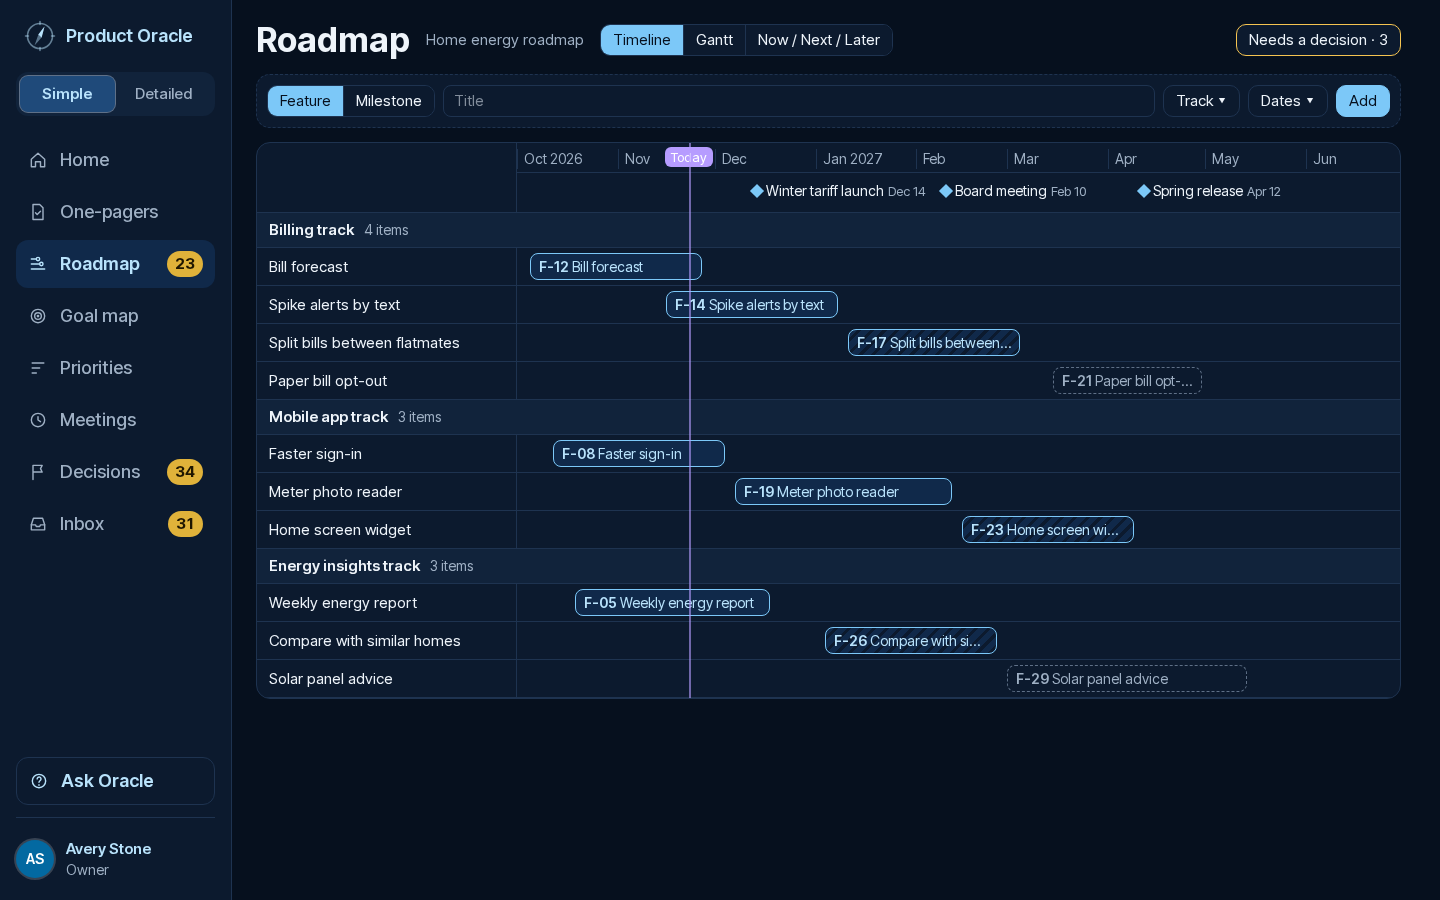 Product Oracle
Simple
Detailed
Home
One-pagers
Roadmap 23
Goal map
Priorities
Meetings
Decisions 34
Inbox 31
Ask Oracle
AS
Avery Stone
Owner
Roadmap
Home energy roadmap
Timeline
Gantt
Now / Next / Later
Needs a decision · 3
Feature
Milestone
Title
Track
Dates
Add
Oct 2026 Nov Today Dec Jan 2027 Feb Mar Apr May Jun
Winter tariff launch Dec 14 Board meeting Feb 10 Spring release Apr 12
Billing track 4 items
Bill forecast F-12 Bill forecast
Spike alerts by text F-14 Spike alerts by text
Split bills between flatmates F-17 Split bills between...
Paper bill opt-out F-21 Paper bill opt-...
Mobile app track 3 items
Faster sign-in F-08 Faster sign-in
Meter photo reader F-19 Meter photo reader
Home screen widget F-23 Home screen wi...
Energy insights track 3 items
Weekly energy report F-05 Weekly energy report
Compare with similar homes F-26 Compare with si...
Solar panel advice F-29 Solar panel advice